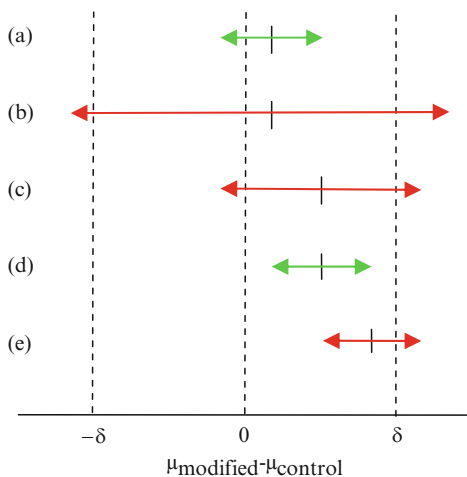 (a)
(b)
(c)
(d)
(e)
−δ 0 δ
μmodified-μcontrol